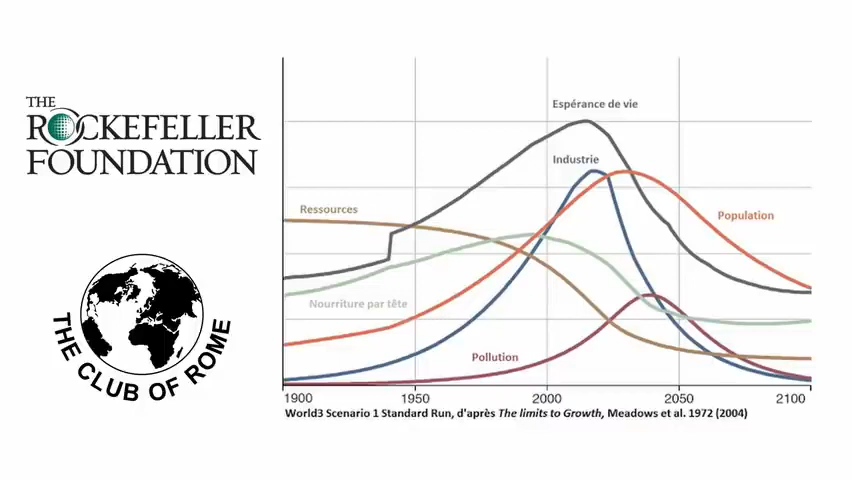 THE
ROCKEFELLER
FOUNDATION
THE CLUB OF ROME
Espérance de vie
Industrie
Ressources
Population
Nourriture par tête
Pollution
1900
1950
2000
2050
2100
World3 Scenario 1 Standard Run, d'après The limits to Growth, Meadows et al. 1972 (2004)